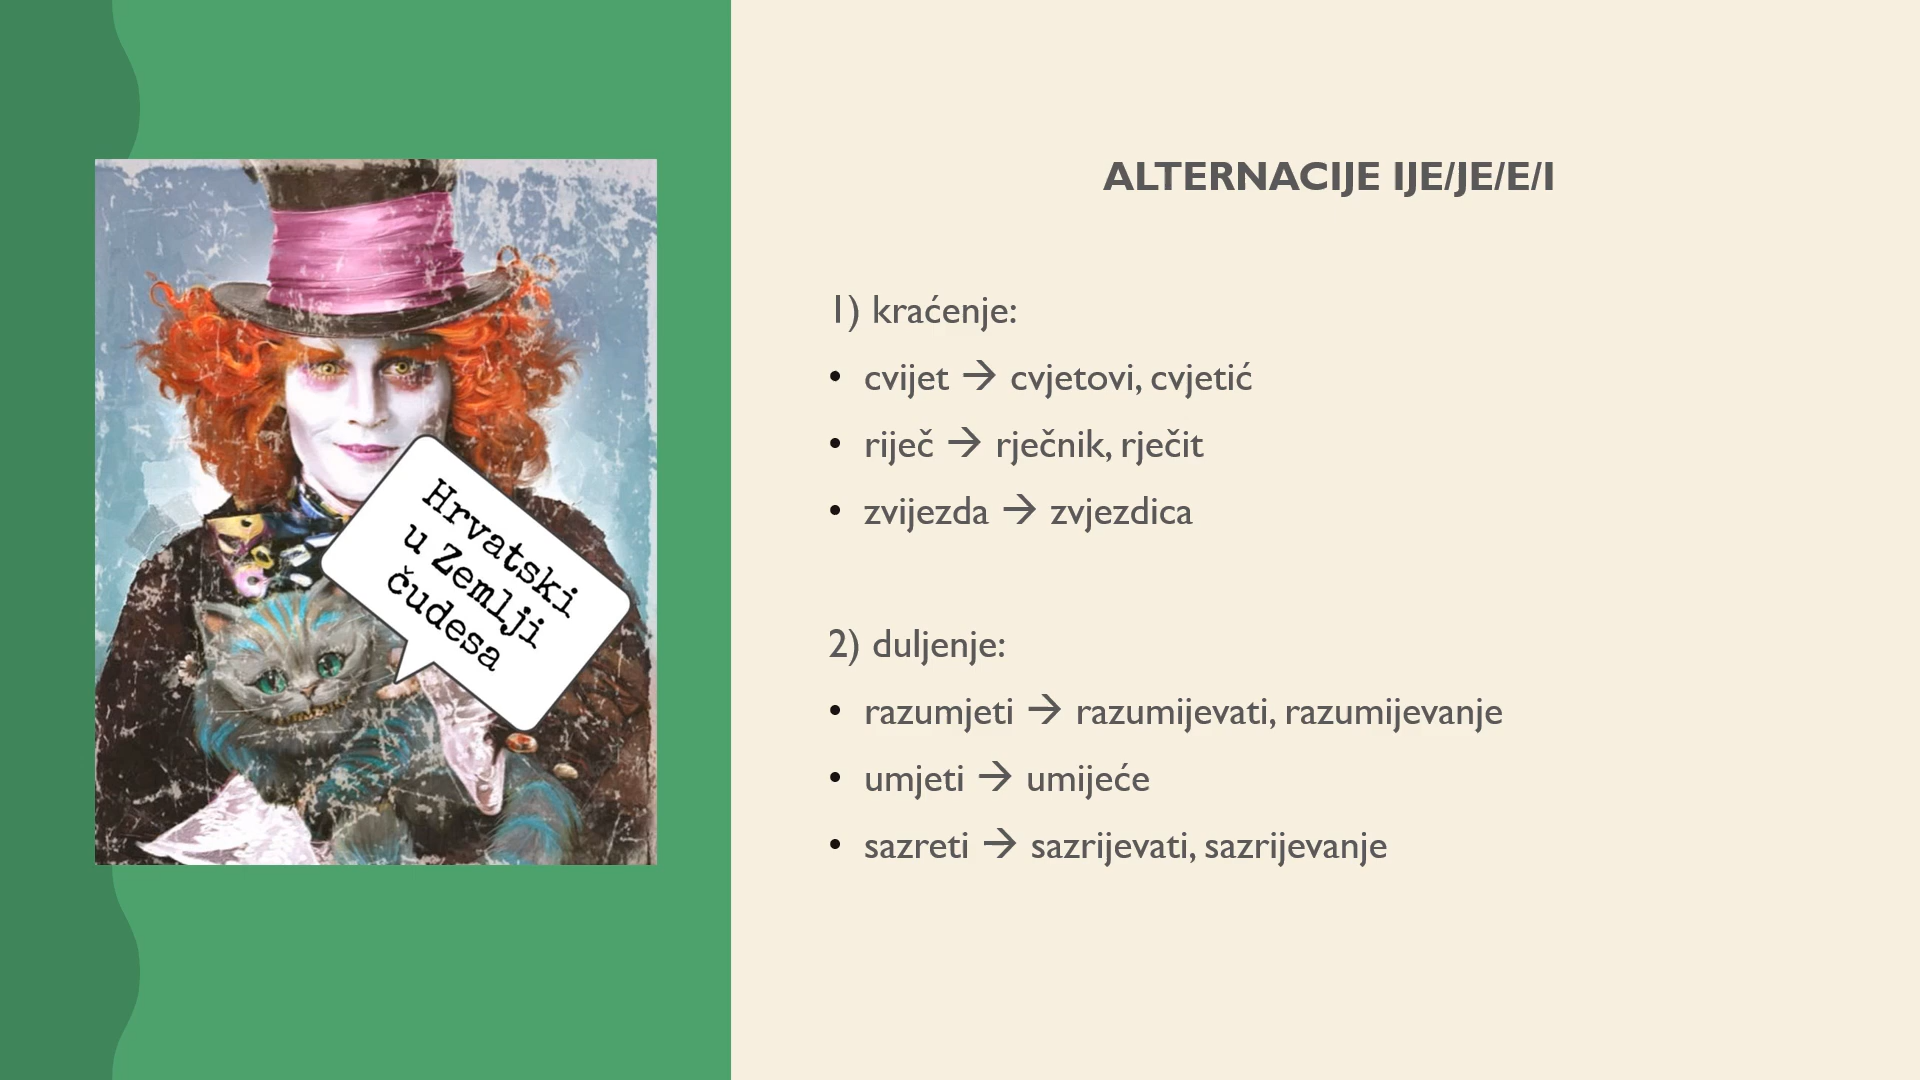 Hrvatski
u Zemlji
čudesa
ALTERNACIJE IJE/JE/E/I
1) kraćenje:
• cvijet → cvjetovi, cvjetić
• riječ → rječnik, rječit
• zvijezda → zvjezdica
2) duljenje:
• razumjeti → razumijevati, razumijevanje
• umjeti → umijeće
• sazreti → sazrijevati, sazrijevanje